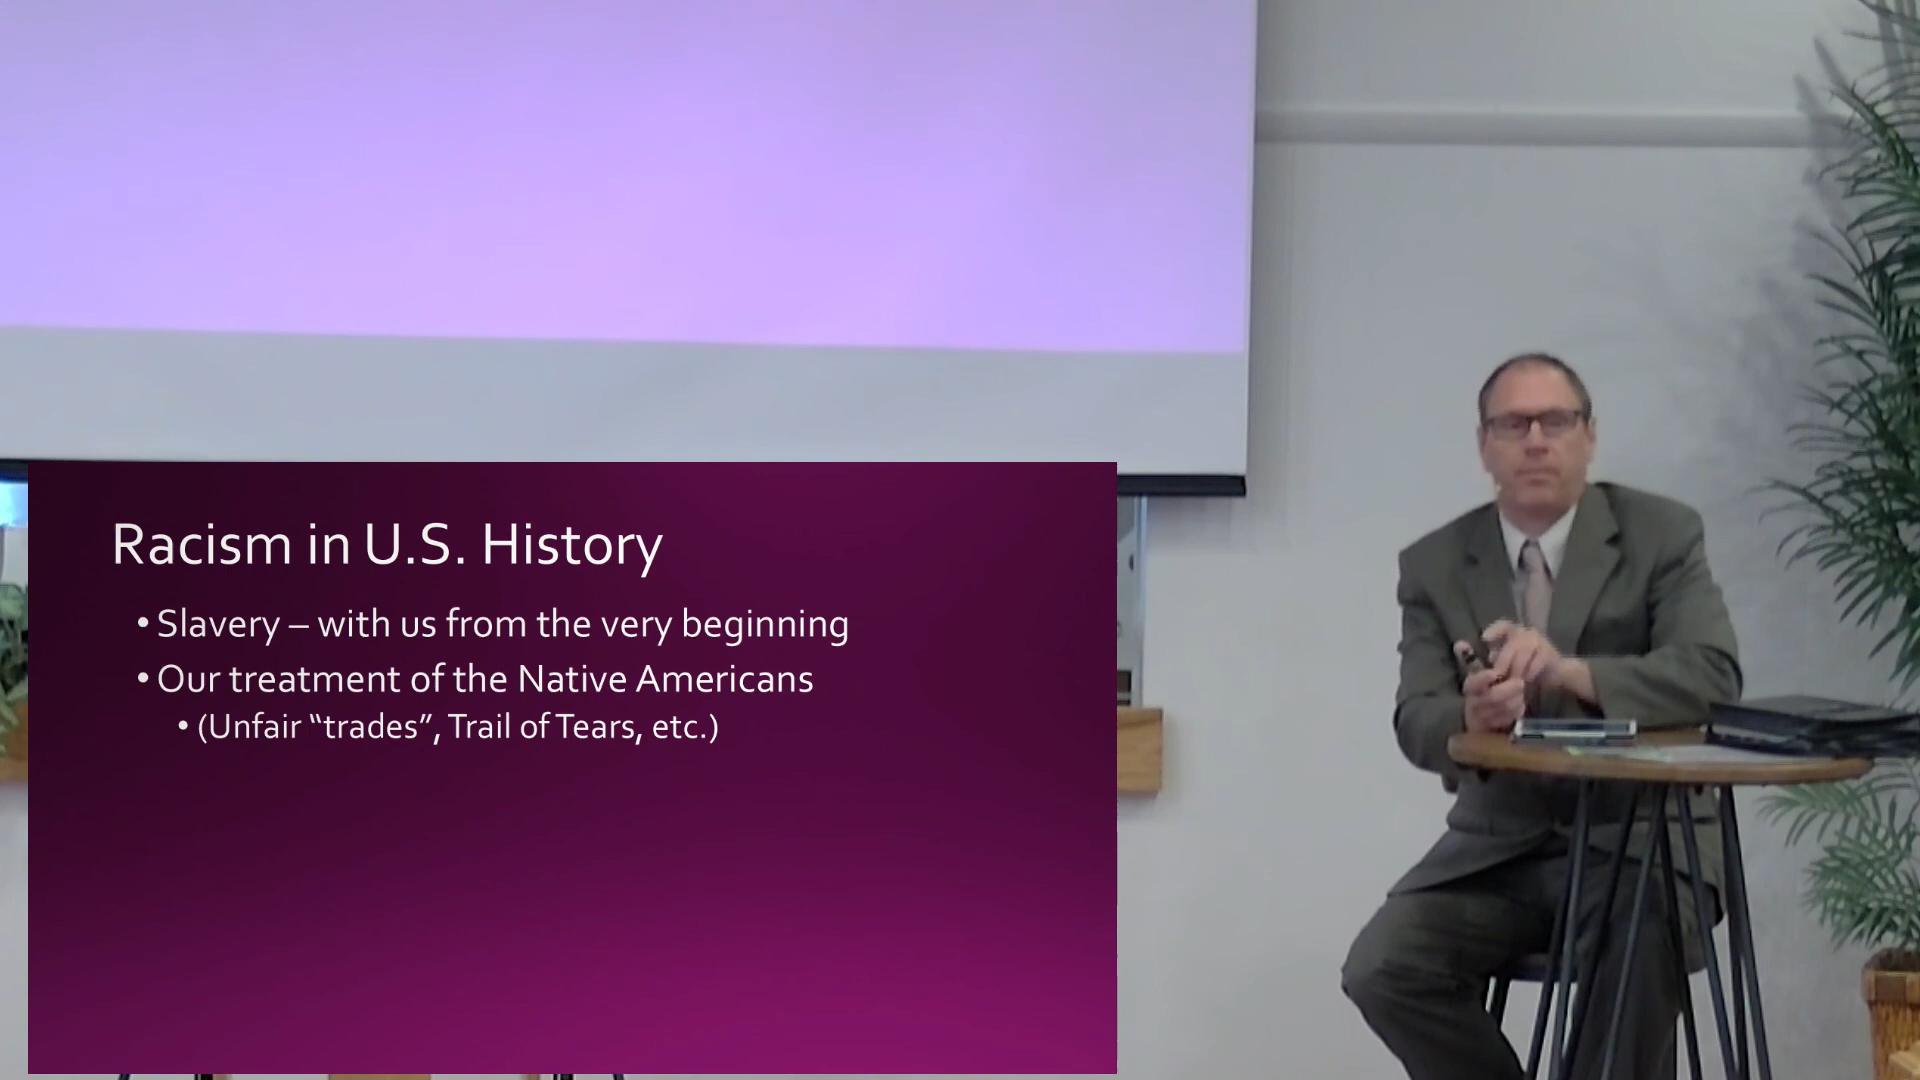 Racism in U.S. History
• Slavery – with us from the very beginning
• Our treatment of the Native Americans
• (Unfair “trades”, Trail of Tears, etc.)